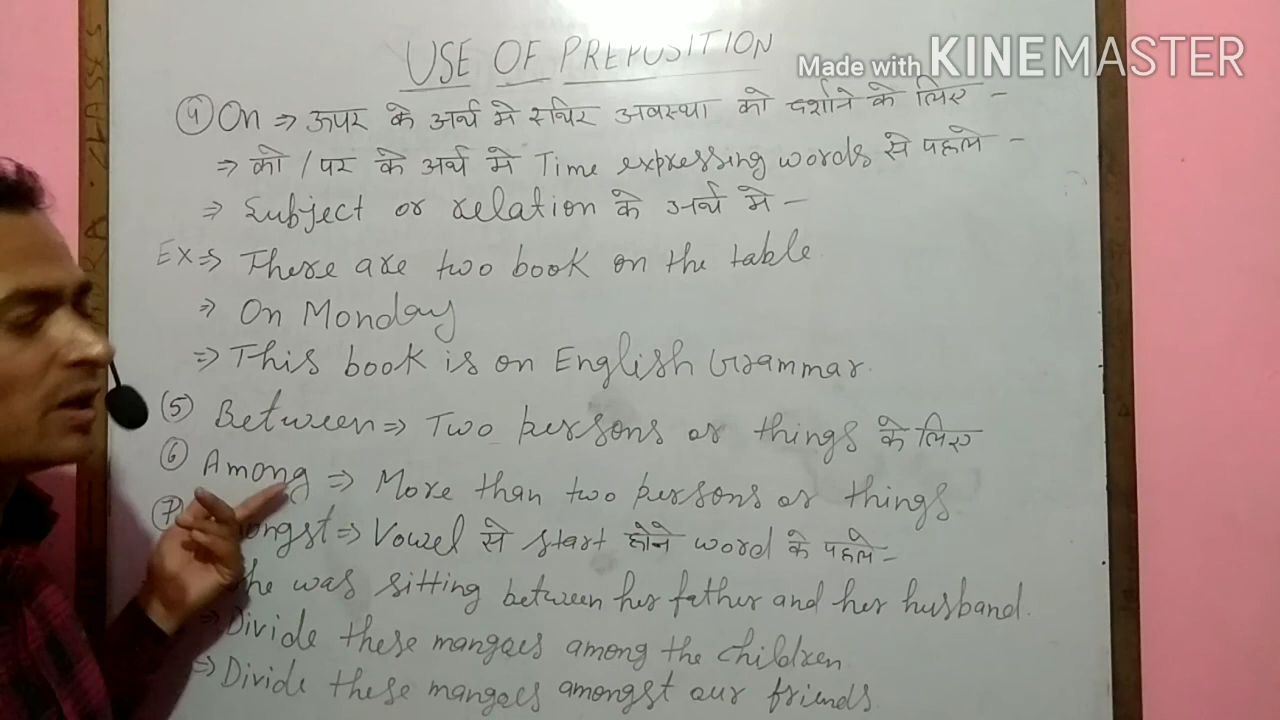 USE OF PREPOSITION
Made with KINEMASTER
(4) On ⇒ ऊपर के अर्थ मे स्थिर अवस्था को दर्शाने के लिए -
⇒ को / पर के अर्थ मे Time expressing words से पहले -
⇒ Subject or relation के अर्थ मे -
EX ⇒ There are two book on the table
⇒ On Monday
⇒ This book is on English Grammar.
(5) Between ⇒ Two persons or things के लिए
(6) Among ⇒ More than two persons or things
(7) ongst ⇒ Vowel से start होने word के पहले -
he was sitting between her father and her husband.
⇒ Divide these mangoes among the children
⇒ Divide these mangoes amongst our friends.